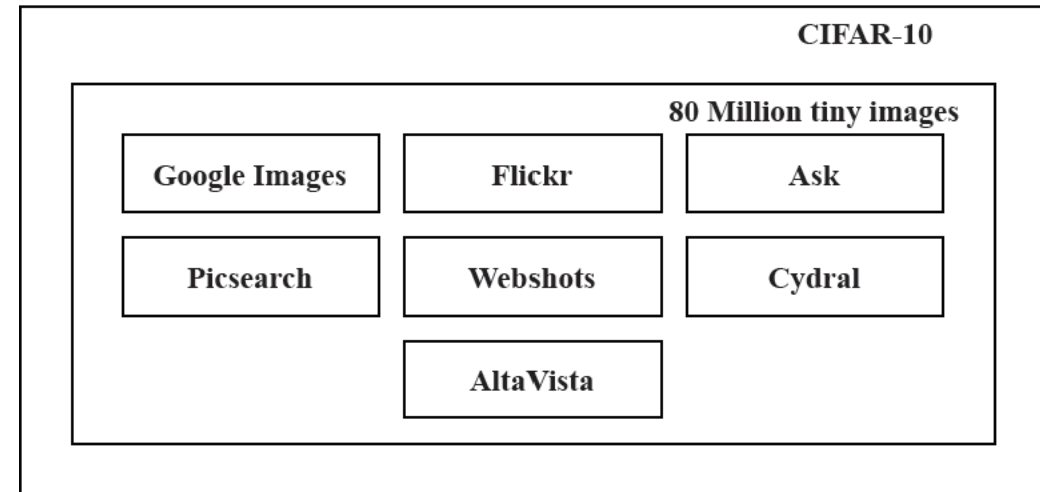 CIFAR-10
80 Million tiny images
Google Images
Flickr
Ask
Picsearch
Webshots
Cydral
AltaVista